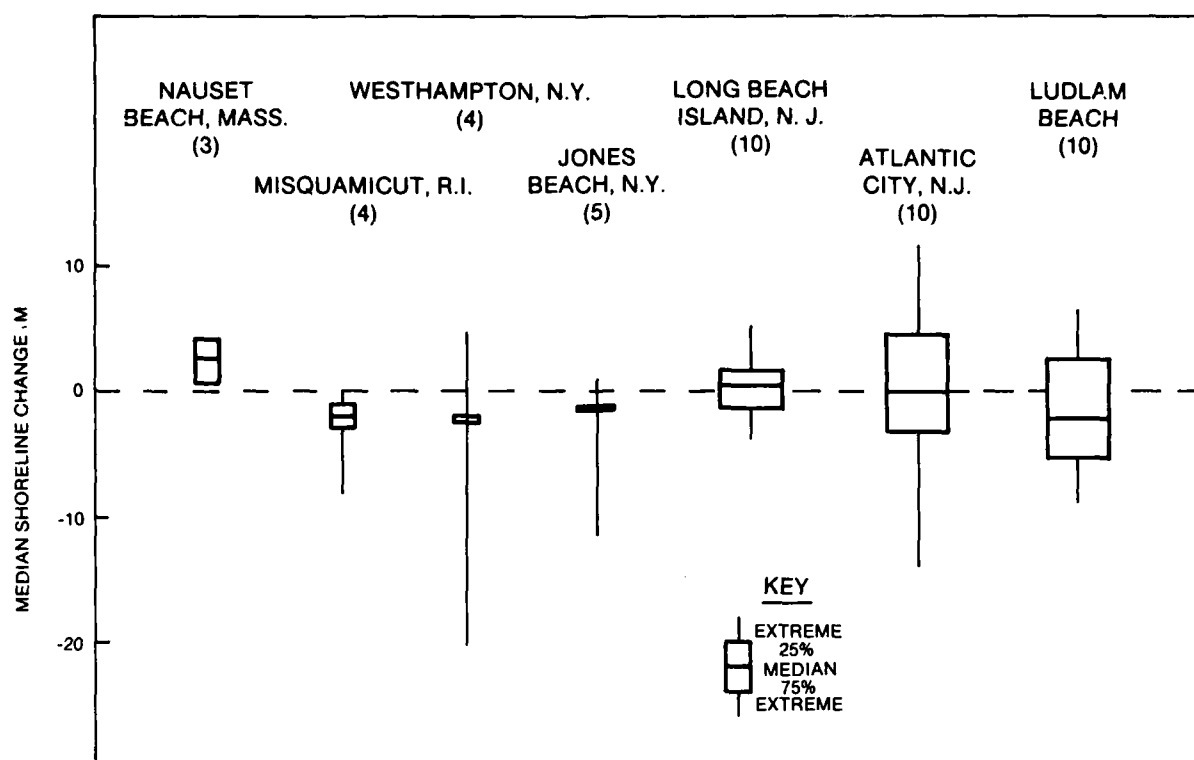 NAUSET
BEACH, MASS.
(3)
MISQUAMICUT, R.I.
(4)
WESTHAMPTON, N.Y.
(4)
JONES
BEACH, N.Y.
(5)
LONG BEACH
ISLAND, N. J.
(10)
ATLANTIC
CITY, N.J.
(10)
LUDLAM
BEACH
(10)
MEDIAN SHORELINE CHANGE, M
10
0
-10
-20
KEY
EXTREME
25%
MEDIAN
75%
EXTREME